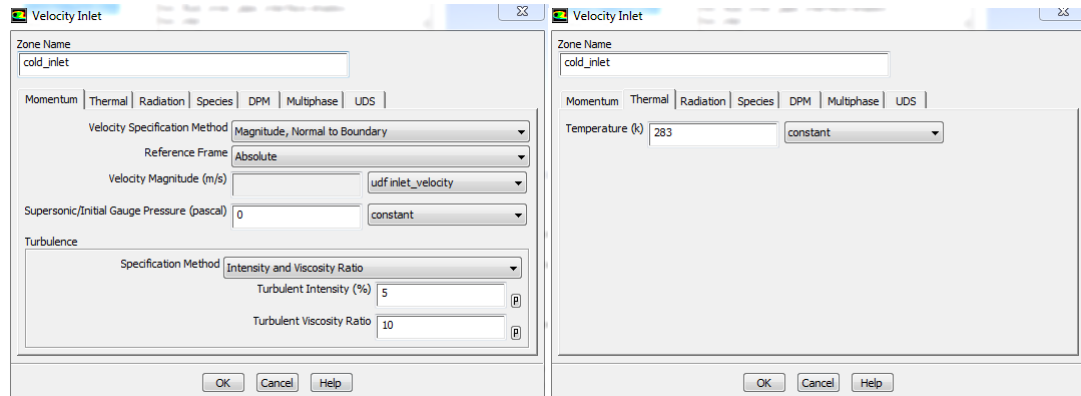 Velocity Inlet
Zone Name
cold_inlet
Momentum Thermal Radiation Species DPM Multiphase UDS
Velocity Specification Method Magnitude, Normal to Boundary
Reference Frame Absolute
Velocity Magnitude (m/s) udf inlet_velocity
Supersonic/Initial Gauge Pressure (pascal) 0 constant
Turbulence
Specification Method Intensity and Viscosity Ratio
Turbulent Intensity (%) 5 P
Turbulent Viscosity Ratio 10 P
OK Cancel Help
Velocity Inlet
Zone Name
cold_inlet
Momentum Thermal Radiation Species DPM Multiphase UDS
Temperature (k) 283 constant
OK Cancel Help